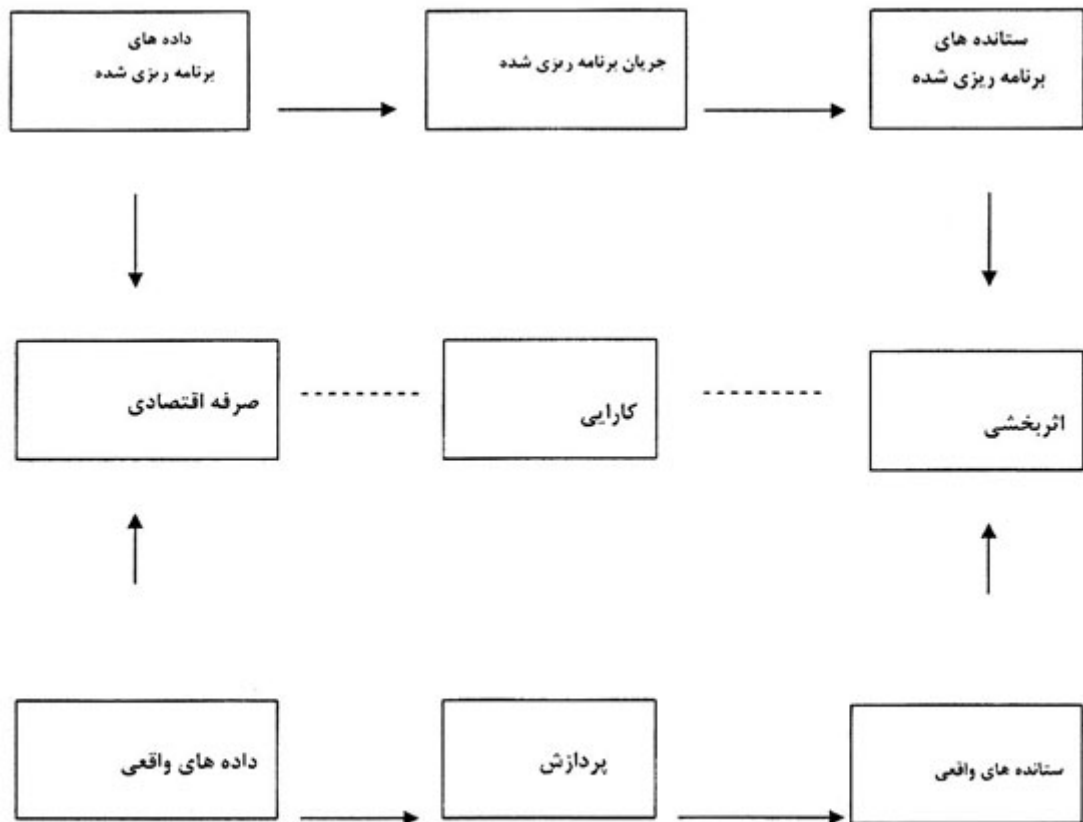 داده های
برنامه ریزی شده
جریان برنامه ریزی شده
ستانده های
برنامه ریزی شده
صرفه اقتصادی
کارایی
اثربخشی
داده های واقعی
پردازش
ستانده های واقعی